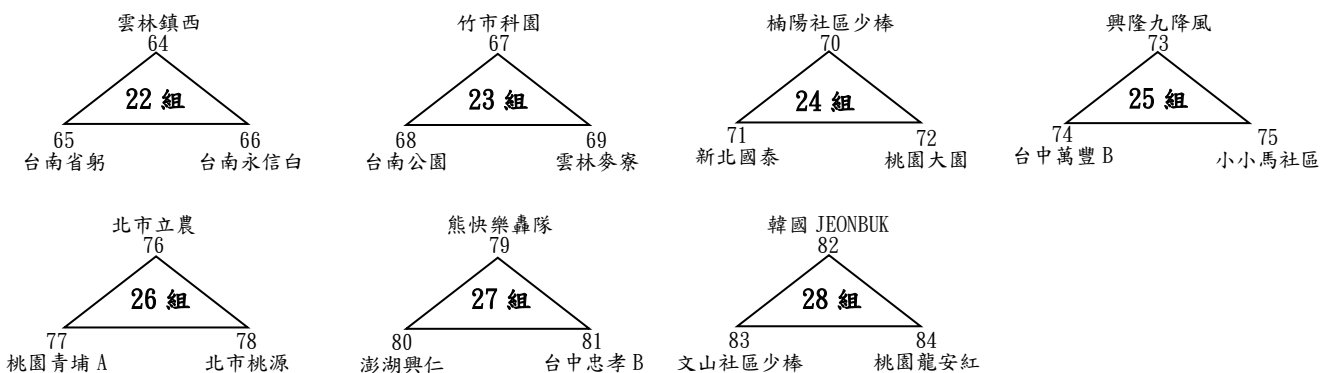 雲林鎮西 竹市科園 楠陽社區少棒 興隆九降風
64 67 70 73
22 組 23 組 24 組 25 組
65 66 68 69 71 72 74 75
台南省躬 台南永信白 台南公園 雲林麥寮 新北國泰 桃園大園 台中萬豐 B 小小馬社區
北市立農 熊快樂轟隊 韓國 JEONBUK
76 79 82
26 組 27 組 28 組
77 78 80 81 83 84
桃園青埔 A 北市桃源 澎湖興仁 台中忠孝 B 文山社區少棒 桃園龍安紅